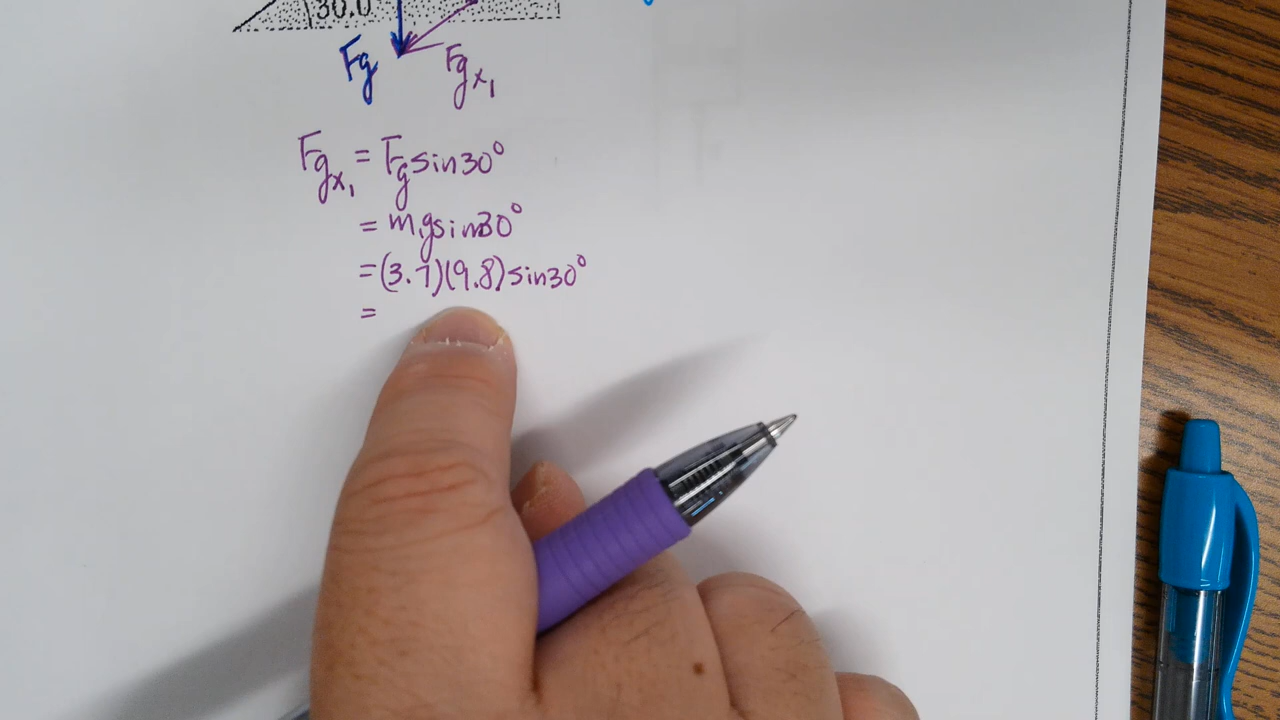 30.0
Fg Fgx₁
Fgx₁ = Fg sin30°
= mg sin30°
= (3.7)(9.8) sin30°
=